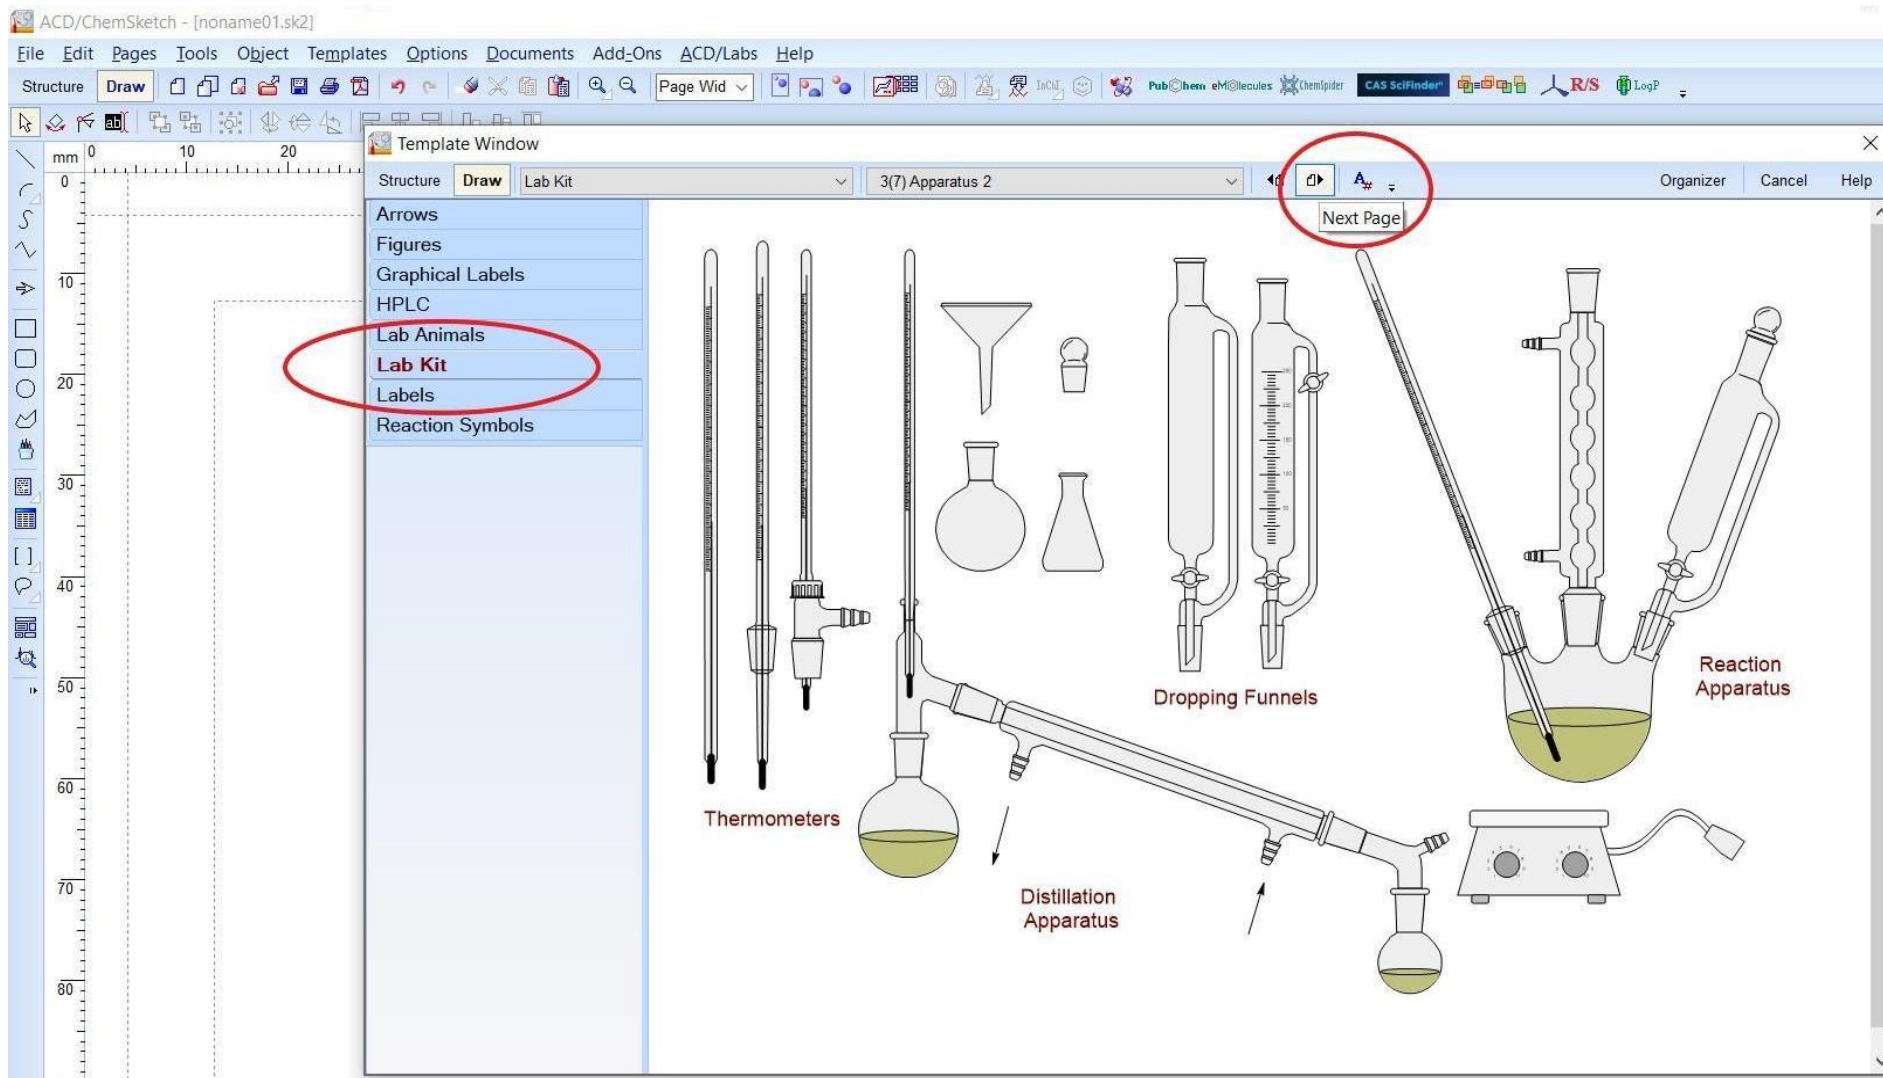 ACD/ChemSketch - [noname01.sk2]
File Edit Pages Tools Object Templates Options Documents Add-Ons ACD/Labs Help
Structure Draw Page Wid PubChem eMolecules ChemSpider CAS SciFinder R/S LogP
ab
Template Window
mm 0 10 20
Structure Draw Lab Kit 3(7) Apparatus 2 A# Organizer Cancel Help
Next Page
Arrows
Figures
Graphical Labels
HPLC
Lab Animals
Lab Kit
Labels
Reaction Symbols
0
10
20
30
40
50
60
70
80
Reaction
Apparatus
Dropping Funnels
Thermometers
Distillation
Apparatus